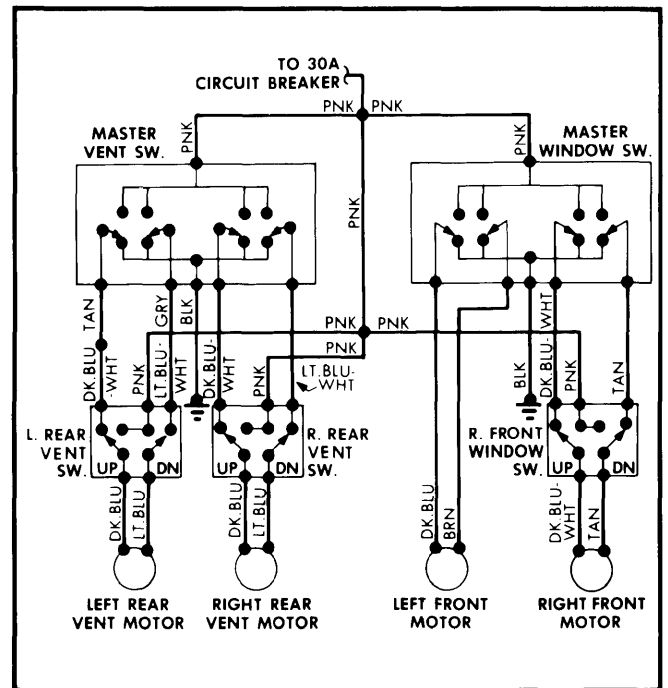 TO 30A
CIRCUIT BREAKER
PNK PNK
MASTER
VENT SW.
PNK
MASTER
WINDOW SW.
PNK
PNK
TAN
GRY
BLK
PNK PNK
PNK
WHT
DK.BLU
-WHT
PNK
LT.BLU-
WHT
DK.BLU-
WHT
PNK
LT.BLU-
WHT
BLK
DK.BLU-
PNK
TAN
L. REAR
VENT
SW.
UP DN
R. REAR
VENT
SW.
UP DN
R. FRONT
WINDOW
SW.
UP DN
DK.BLU
LT.BLU
DK.BLU
LT.BLU
DK.BLU
BRN
DK.BLU-
WHT
TAN
LEFT REAR
VENT MOTOR
RIGHT REAR
VENT MOTOR
LEFT FRONT
MOTOR
RIGHT FRONT
MOTOR